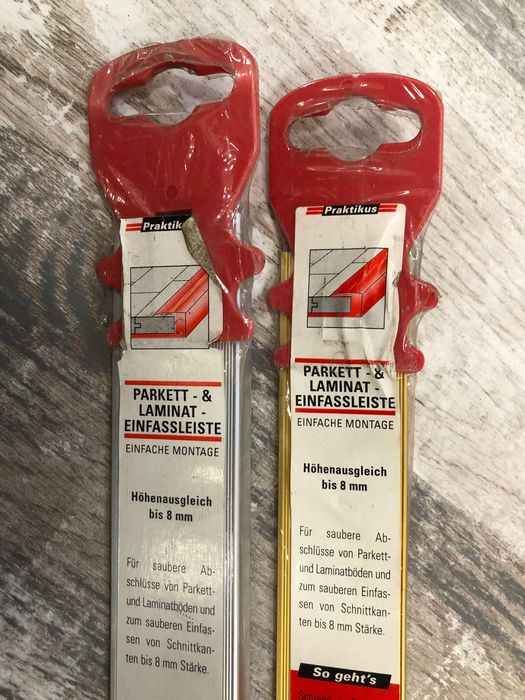 Praktikus
PARKETT - &
LAMINAT -
EINFASSLEISTE
EINFACHE MONTAGE
Höhenausgleich
bis 8 mm
Für saubere Ab-
schlüsse von Parkett-
und Laminatböden und
zum sauberen Einfas-
sen von Schnittkan-
ten bis 8 mm Stärke.
Praktikus
PARKETT - &
LAMINAT -
EINFASSLEISTE
EINFACHE MONTAGE
Höhenausgleich
bis 8 mm
Für saubere Ab-
schlüsse von Parkett-
und Laminatböden und
zum sauberen Einfas-
sen von Schnittkan-
ten bis 8 mm Stärke.
So geht's